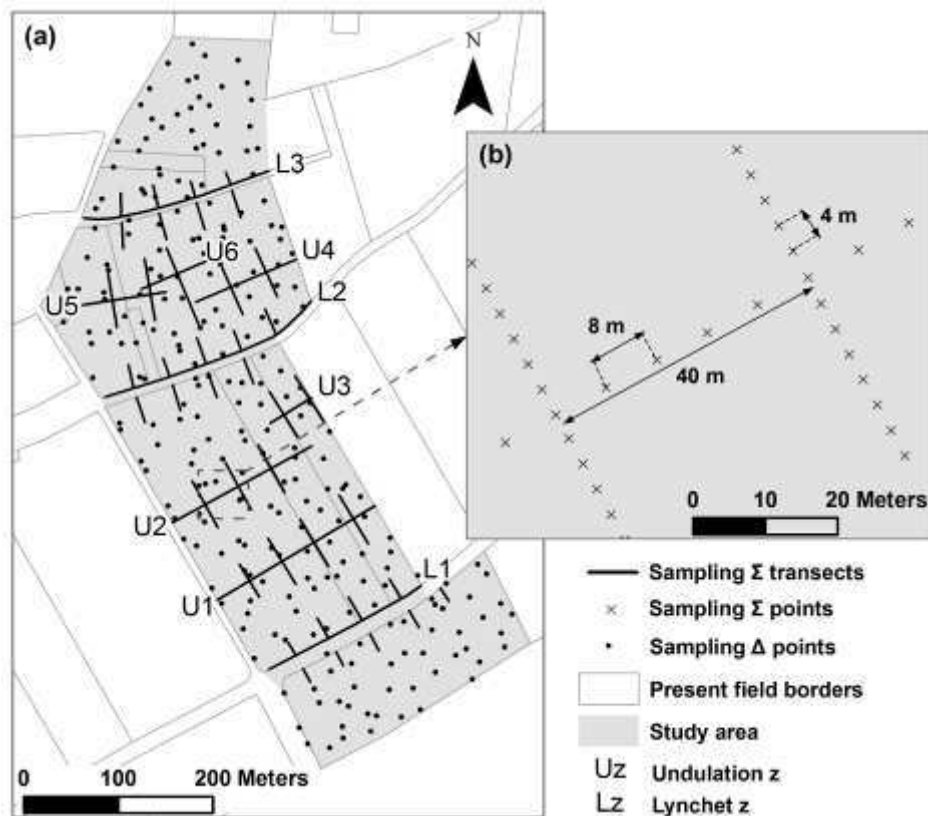 (a)
N
L3
(b)
4 m
U6
U4
U5
L2
8 m
40 m
U3
0 10 20 Meters
U2
L1
U1
Sampling Σ transects
Sampling Σ points
Sampling Δ points
Present field borders
Study area
0 100 200 Meters
Uz Undulation z
Lz Lynchet z